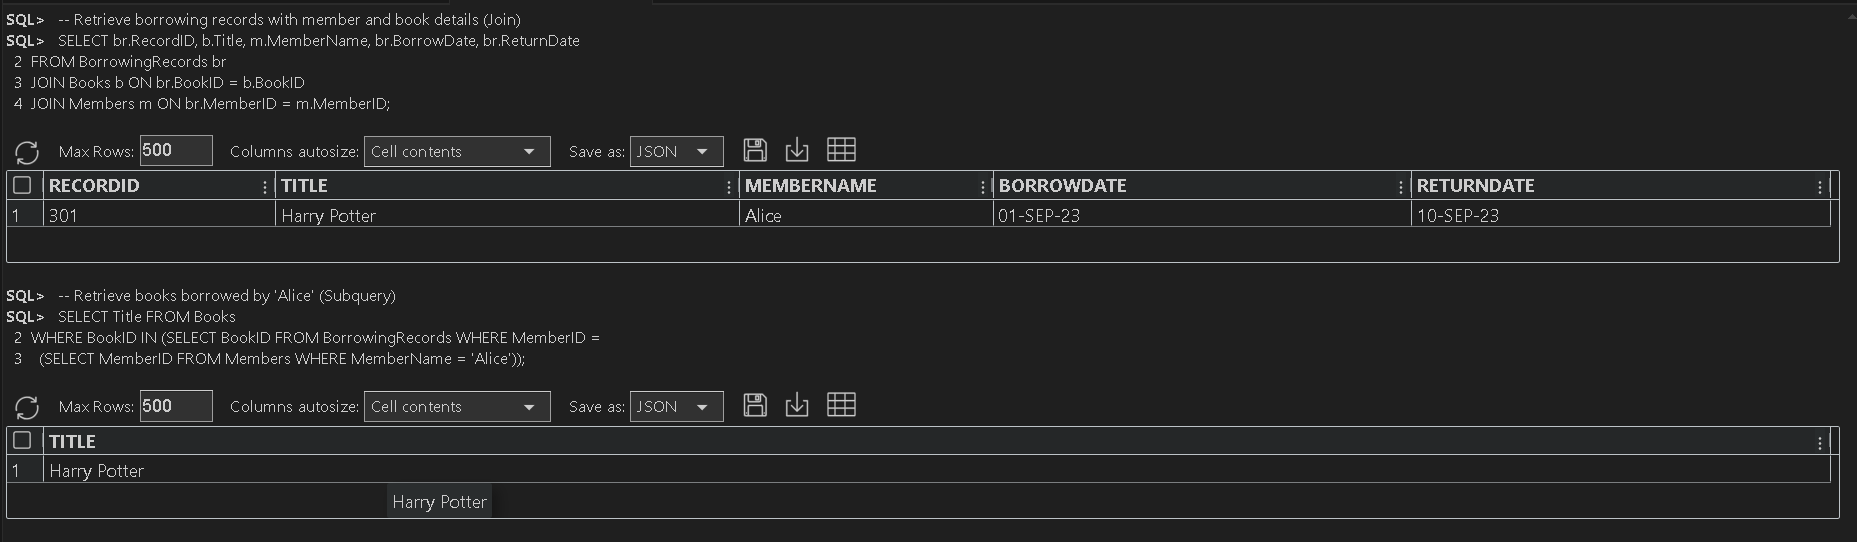 SQL> -- Retrieve borrowing records with member and book details (Join)
SQL> SELECT br.RecordID, b.Title, m.MemberName, br.BorrowDate, br.ReturnDate
2 FROM BorrowingRecords br
3 JOIN Books b ON br.BookID = b.BookID
4 JOIN Members m ON br.MemberID = m.MemberID;
Max Rows: 500 Columns autosize: Cell contents Save as: JSON
RECORDID TITLE MEMBERNAME BORROWDATE RETURNDATE
1 301 Harry Potter Alice 01-SEP-23 10-SEP-23
SQL> -- Retrieve books borrowed by 'Alice' (Subquery)
SQL> SELECT Title FROM Books
2 WHERE BookID IN (SELECT BookID FROM BorrowingRecords WHERE MemberID =
3 (SELECT MemberID FROM Members WHERE MemberName = 'Alice'));
Max Rows: 500 Columns autosize: Cell contents Save as: JSON
TITLE
1 Harry Potter
Harry Potter